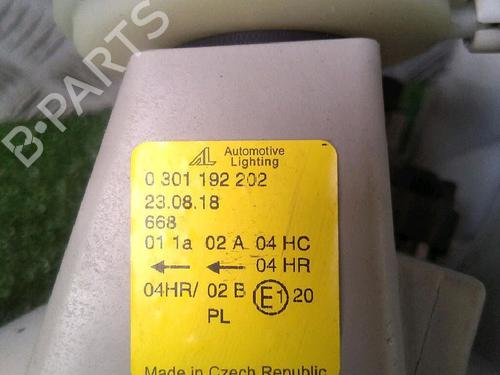 B-PARTS
AL Automotive
Lighting
0 301 192 202
23.08.18
668
01 1a 02 A 04 HC
← ← 04 HR
04HR/ 02 B E1 20
PL
Made in Czech Republic